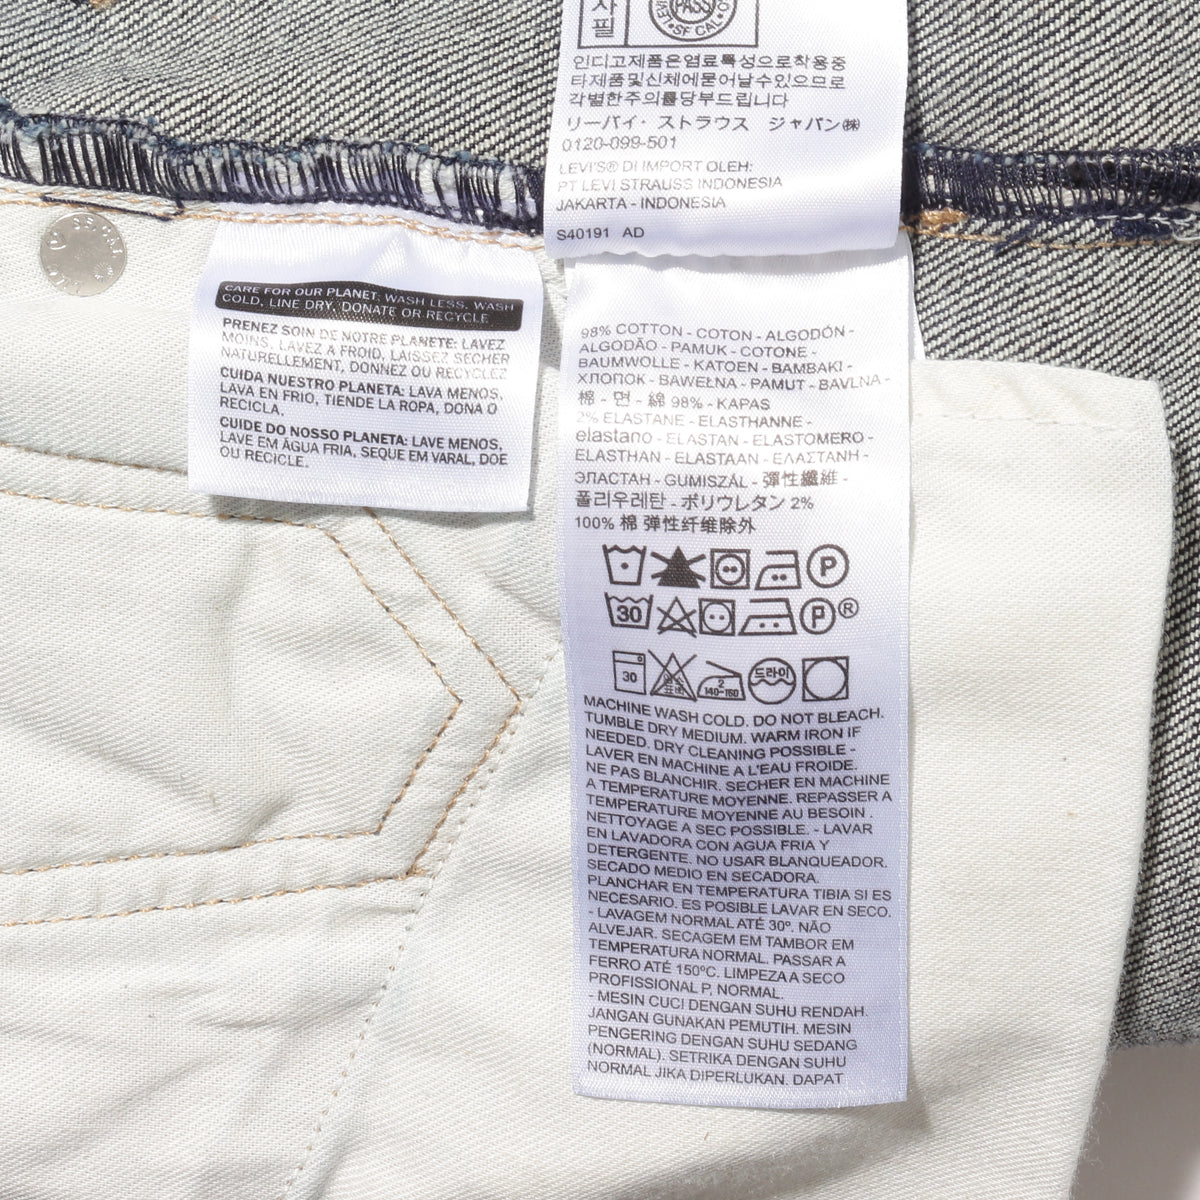 사
필
PASS
SF CAL
인디고제품은염료특성으로착용중
타제품및신체에묻어날수있으므로
각별한주의를당부드립니다
リーバイ・ストラウス ジャパン㈱
0120-099-501
LEVI'S® DI IMPORT OLEH:
PT LEVI STRAUSS INDONESIA
JAKARTA - INDONESIA
S40191 AD
CARE FOR OUR PLANET: WASH LESS, WASH
COLD, LINE DRY, DONATE OR RECYCLE
PRENEZ SOIN DE NOTRE PLANETE: LAVEZ
MOINS, LAVEZ A FROID, LAISSEZ SECHER
NATURELLEMENT, DONNEZ OU RECYCLEZ
CUIDA NUESTRO PLANETA: LAVA MENOS,
LAVA EN FRIO, TIENDE LA ROPA, DONA O
RECICLA.
CUIDE DO NOSSO PLANETA: LAVE MENOS,
LAVE EM ÁGUA FRIA, SEQUE EM VARAL, DOE
OU RECICLE.
98% COTTON - COTON - ALGODÓN -
ALGODÃO - PAMUK - COTONE -
BAUMWOLLE - KATOEN - BAMBAKI -
ХЛОПОК - BAWEŁNA - PAMUT - BAVLNA -
棉 - 면 - 綿 98% - KAPAS
2% ELASTANE - ELASTHANNE -
elastano - ELASTAN - ELASTOMERO -
ELASTHAN - ELASTAAN - ΕΛΑΣΤΑΝΗ -
ЭЛАСТАН - GUMISZÁL - 彈性纖維 -
폴리우레탄 - ポリウレタン 2%
100% 棉 弹性纤维除外
P
30 P ®
30 2 140-160 드라이
MACHINE WASH COLD. DO NOT BLEACH.
TUMBLE DRY MEDIUM. WARM IRON IF
NEEDED. DRY CLEANING POSSIBLE -
LAVER EN MACHINE A L'EAU FROIDE.
NE PAS BLANCHIR. SECHER EN MACHINE
A TEMPERATURE MOYENNE. REPASSER A
TEMPERATURE MOYENNE AU BESOIN .
NETTOYAGE A SEC POSSIBLE. - LAVAR
EN LAVADORA CON AGUA FRIA Y
DETERGENTE. NO USAR BLANQUEADOR.
SECADO MEDIO EN SECADORA.
PLANCHAR EN TEMPERATURA TIBIA SI ES
NECESARIO. ES POSIBLE LAVAR EN SECO.
- LAVAGEM NORMAL ATÉ 30º. NÃO
ALVEJAR. SECAGEM EM TAMBOR EM
TEMPERATURA NORMAL. PASSAR A
FERRO ATÉ 150ºC. LIMPEZA A SECO
PROFISSIONAL P, NORMAL.
- MESIN CUCI DENGAN SUHU RENDAH.
JANGAN GUNAKAN PEMUTIH. MESIN
PENGERING DENGAN SUHU SEDANG
(NORMAL). SETRIKA DENGAN SUHU
NORMAL JIKA DIPERLUKAN. DAPAT